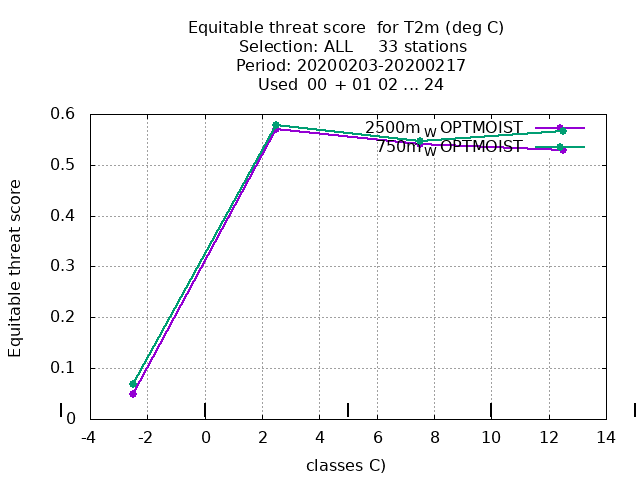 Equitable threat score  for T2m (deg C)
Selection: ALL     33 stations
Period: 20200203-20200217
Used  00  + 01 02 ... 24
2500m_W OPTMOIST
750m_W OPTMOIST
Equitable threat score
0.6
0.5
0.4
0.3
0.2
0.1
0
-4 -2 0 2 4 6 8 10 12 14
classes C)